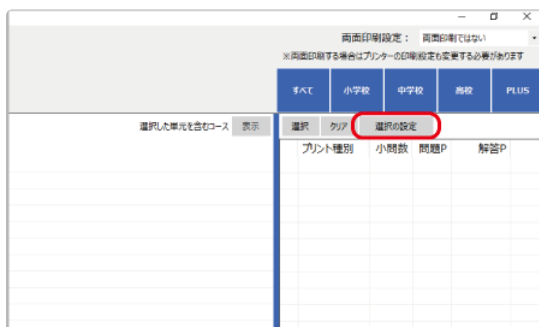 両面印刷設定： 両面印刷ではない
※両面印刷する場合はプリンターの印刷設定も変更する必要があります
すべて 小学校 中学校 高校 PLUS
選択した単元を含むコース 表示 選択 クリア 選択の設定
プリント種別 小問数 問題P 解答P